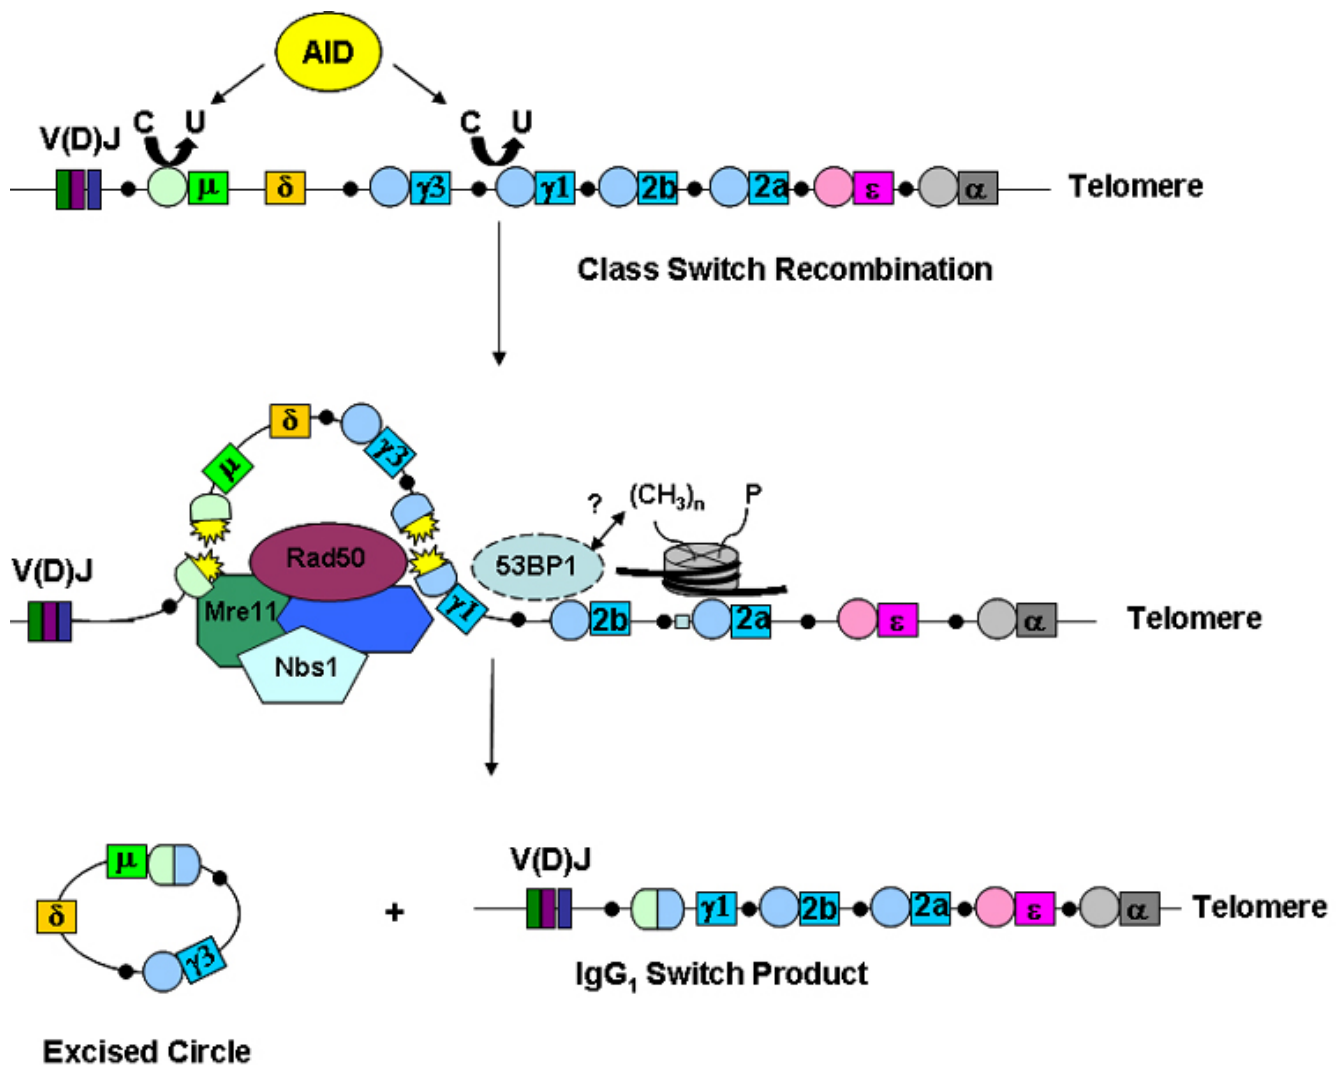 AID
C U C U
V(D)J
μ δ γ3 γ1 2b 2a ε α Telomere
Class Switch Recombination
δ
γ3
μ
? (CH3)n P
Rad50
53BP1
V(D)J
Mre11 γ1 2b 2a ε α Telomere
Nbs1
μ
V(D)J
δ + γ1 2b 2a ε α Telomere
γ3
IgG1 Switch Product
Excised Circle